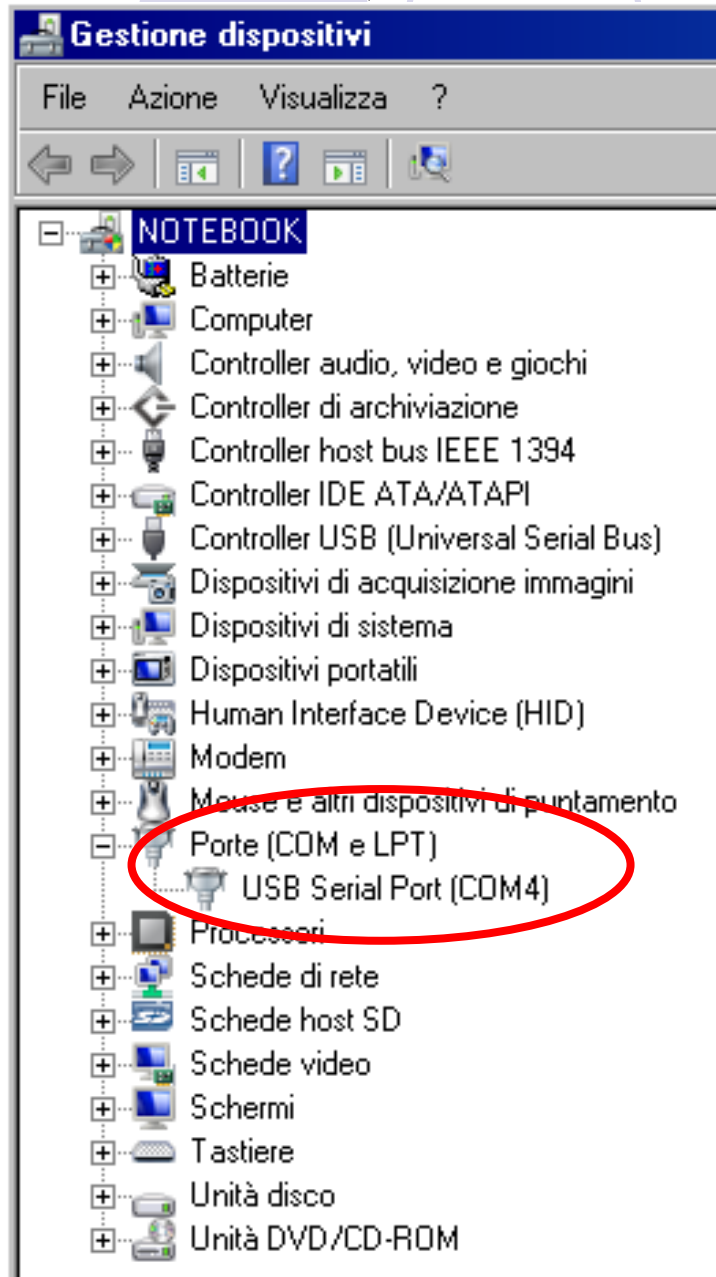 Gestione dispositivi
File Azione Visualizza ?
NOTEBOOK
Batterie
Computer
Controller audio, video e giochi
Controller di archiviazione
Controller host bus IEEE 1394
Controller IDE ATA/ATAPI
Controller USB (Universal Serial Bus)
Dispositivi di acquisizione immagini
Dispositivi di sistema
Dispositivi portatili
Human Interface Device (HID)
Modem
Mouse e altri dispositivi di puntamento
Porte (COM e LPT)
USB Serial Port (COM4)
Processori
Schede di rete
Schede host SD
Schede video
Schermi
Tastiere
Unità disco
Unità DVD/CD-ROM